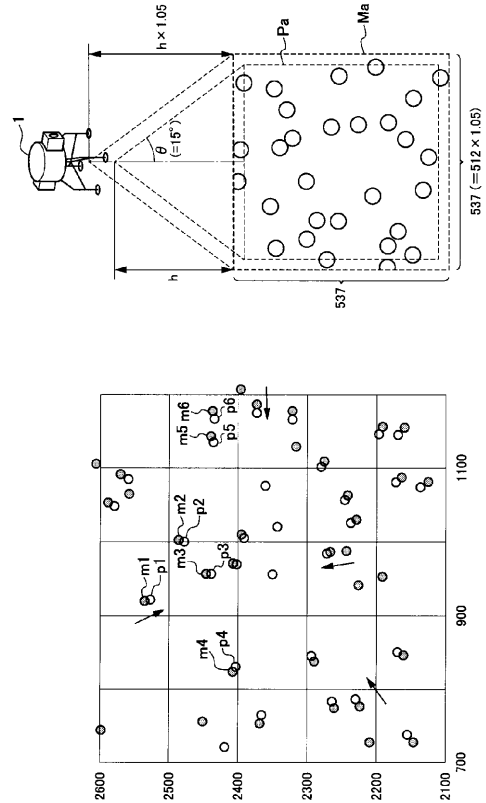 1
h×1.05
h
θ
(=15°)
Pa
Ma
537
537 (=512×1.05)
2600
2500
2400
2300
2200
2100
700
900
1100
m1
p1
m2
p2
m3
p3
m4
p4
m5 m6
p5 p6